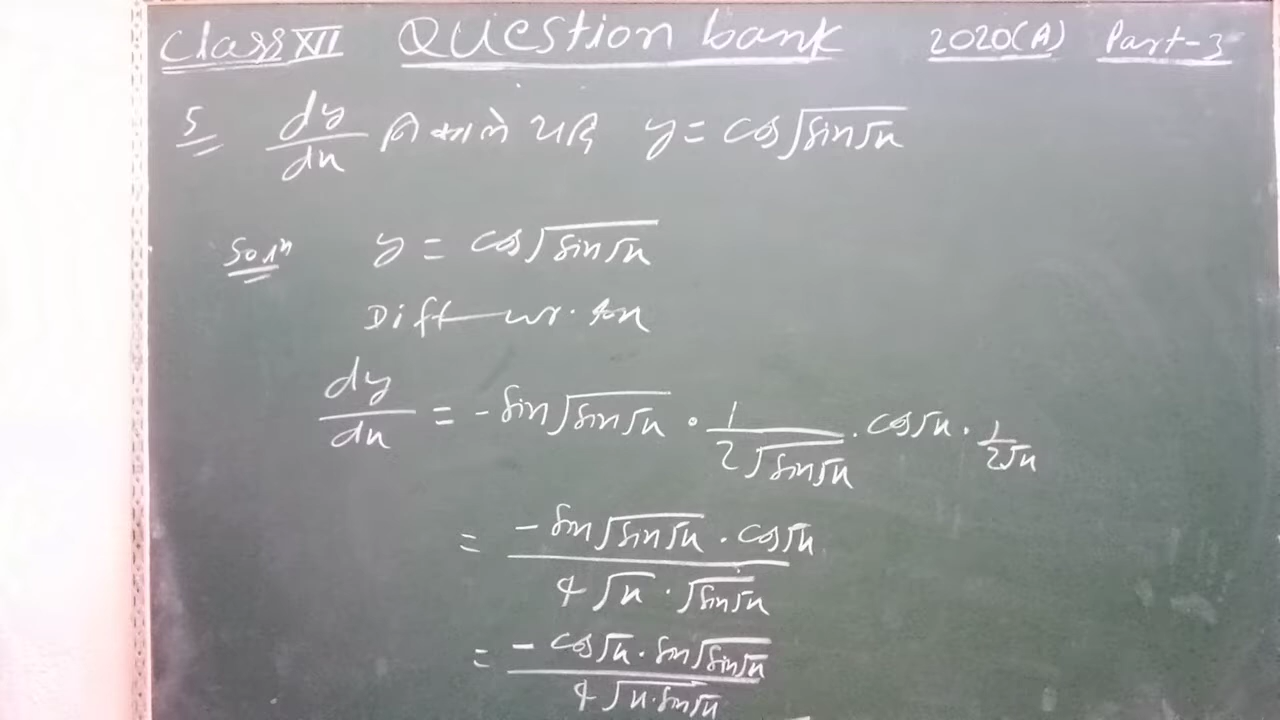 Class XII Question bank 2020(A) Part-3
5 dy/dx निकालें यदि y = cos√sin√x
Solⁿ y = cos√sin√x
Diff w.r. to x
dy/dx = - sin√sin√x · 1/2√sin√x · cos√x · 1/2√x
= - sin√sin√x · cos√x / 4√x · √sin√x
= - cos√x · sin√sin√x / 4√x·sin√x